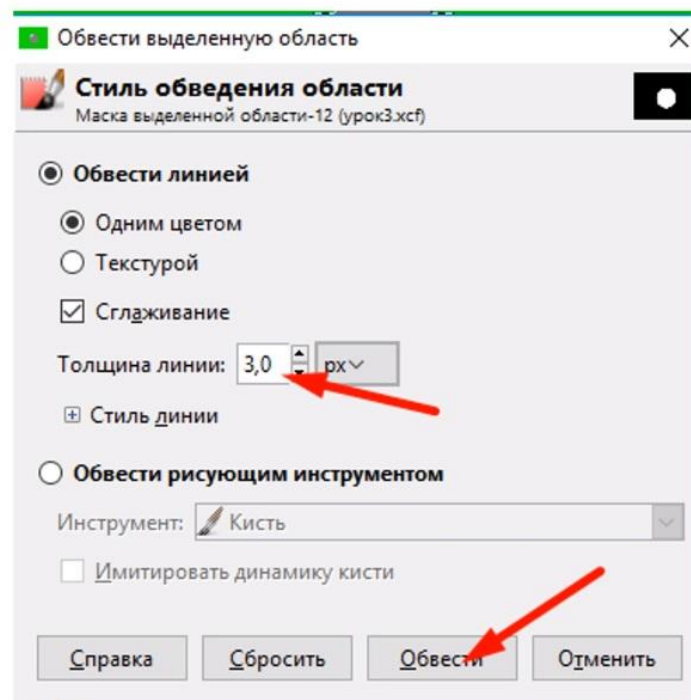 Обвести выделенную область
Стиль обведения области
Маска выделенной области-12 (урок3.xcf)
Обвести линией
Одним цветом
Текстурой
Сглаживание
Толщина линии: 3,0 px
Стиль линии
Обвести рисующим инструментом
Инструмент: Кисть
Имитировать динамику кисти
Справка Сбросить Обвести Отменить